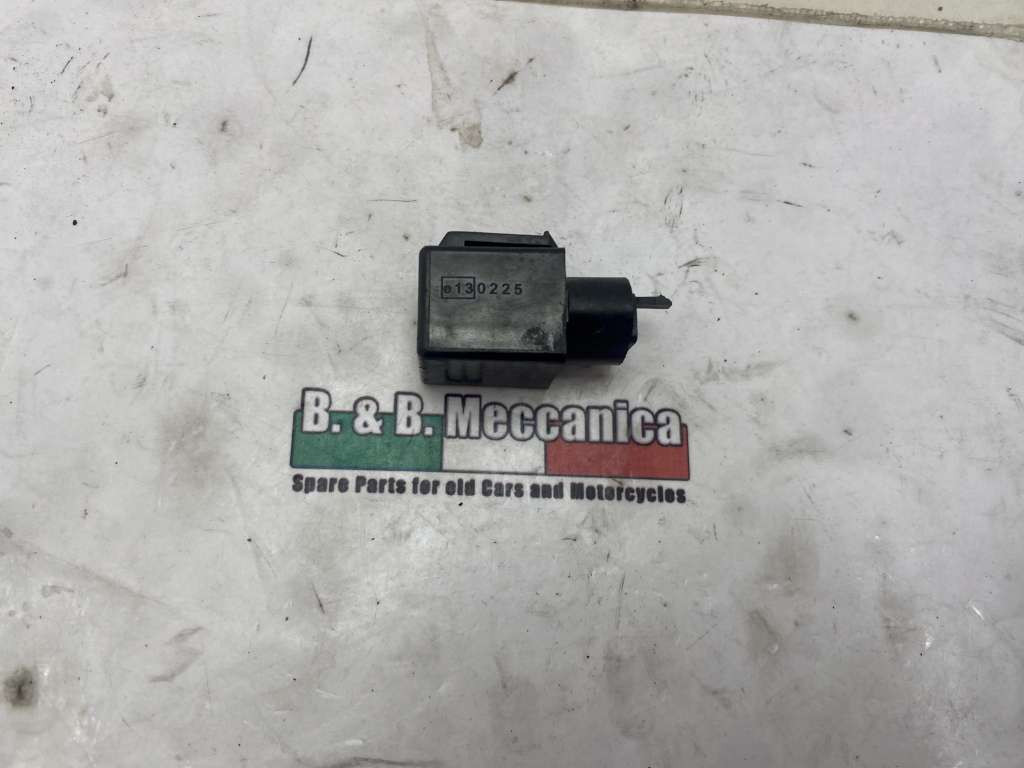 e130225
B. & B. Meccanica
Spare Parts for old Cars and Motorcycles